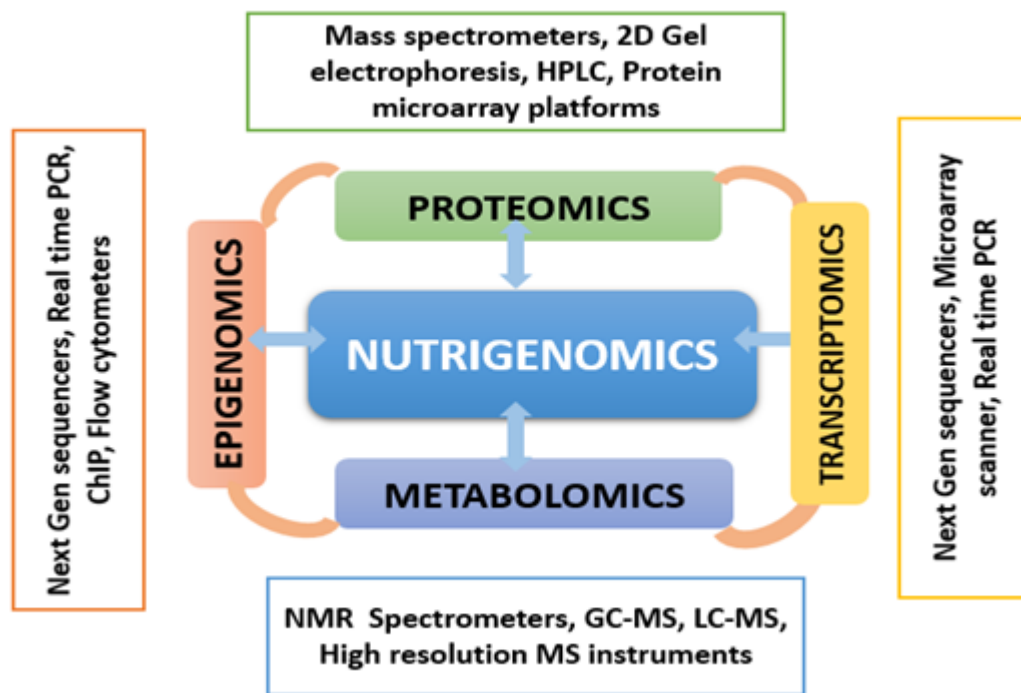 Mass spectrometers, 2D Gel
electrophoresis, HPLC, Protein
microarray platforms
Next Gen sequencers, Real time PCR,
ChIP, Flow cytometers
EPIGENOMICS
PROTEOMICS
NUTRIGENOMICS
METABOLOMICS
TRANSCRIPTOMICS
Next Gen sequencers, Microarray
scanner, Real time PCR
NMR Spectrometers, GC-MS, LC-MS,
High resolution MS instruments